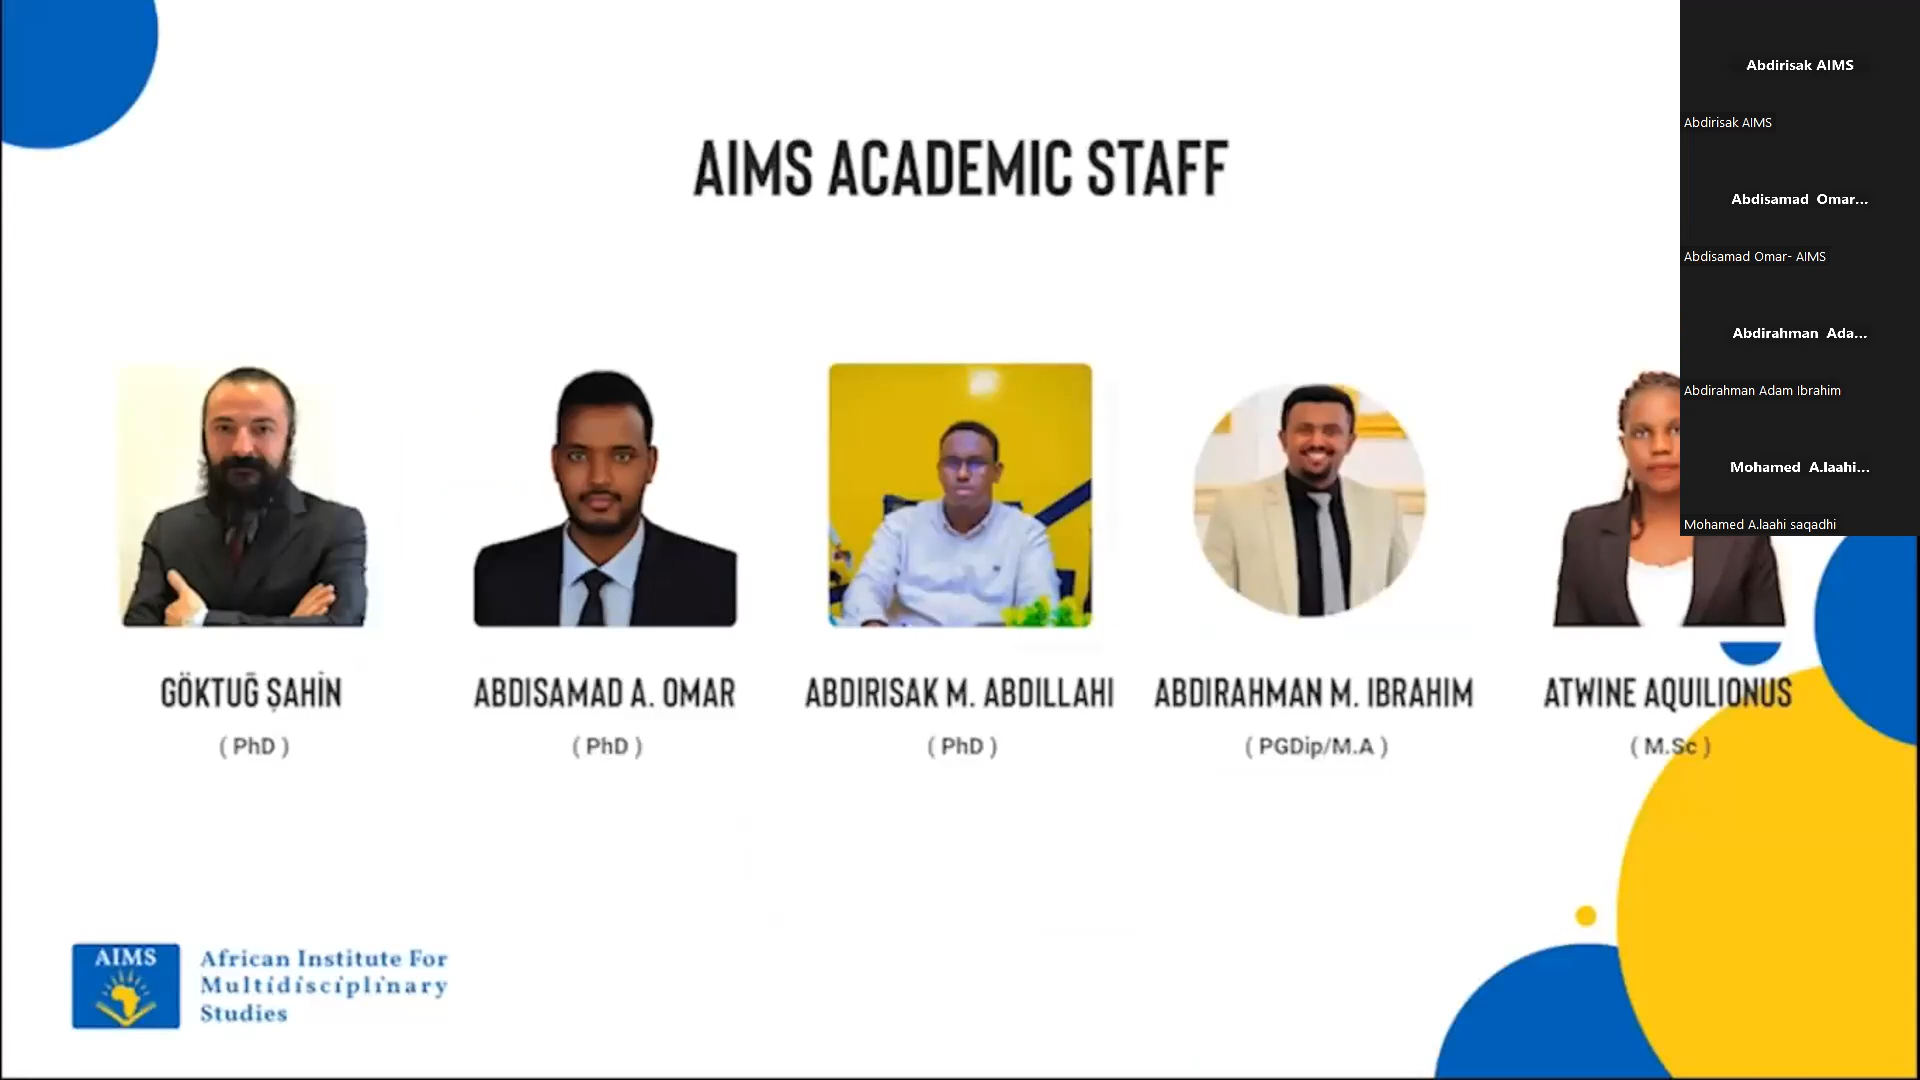 AIMS ACADEMIC STAFF
GÖKTUĞ ŞAHİN
( PhD )
ABDISAMAD A. OMAR
( PhD )
ABDIRISAK M. ABDILLAHI
( PhD )
ABDIRAHMAN M. IBRAHIM
( PGDip/M.A )
ATWINE AQUILIONUS
( M.Sc )
AIMS
African Institute For
Multidisciplinary
Studies
Abdirisak AIMS
Abdirisak AIMS
Abdisamad Omar...
Abdisamad Omar- AIMS
Abdirahman Ada...
Abdirahman Adam Ibrahim
Mohamed A.laahi...
Mohamed A.laahi saqadhi